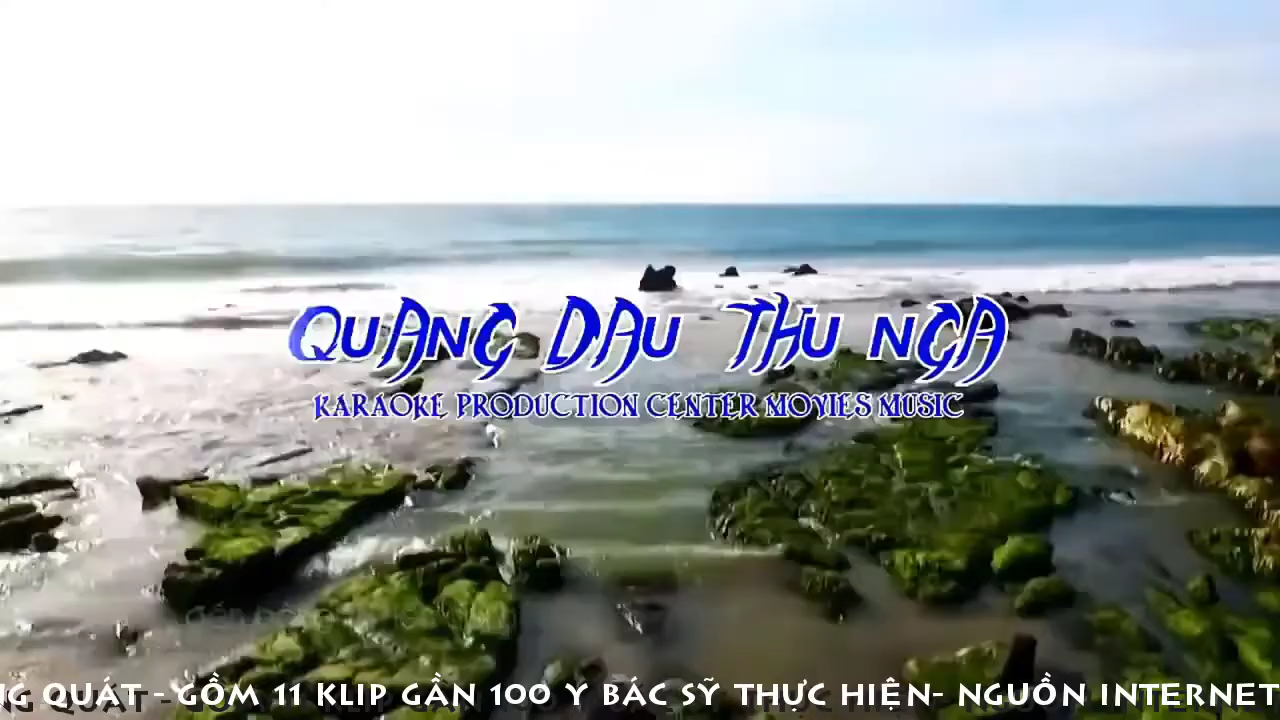 QUANG DAU THU NGA
KARAOKE PRODUCTION CENTER MOVIES MUSIC
NG QUÁT - GỒM 11 KLIP GẦN 100 Y BÁC SỸ THỰC HIỆN- NGUỒN INTERNET